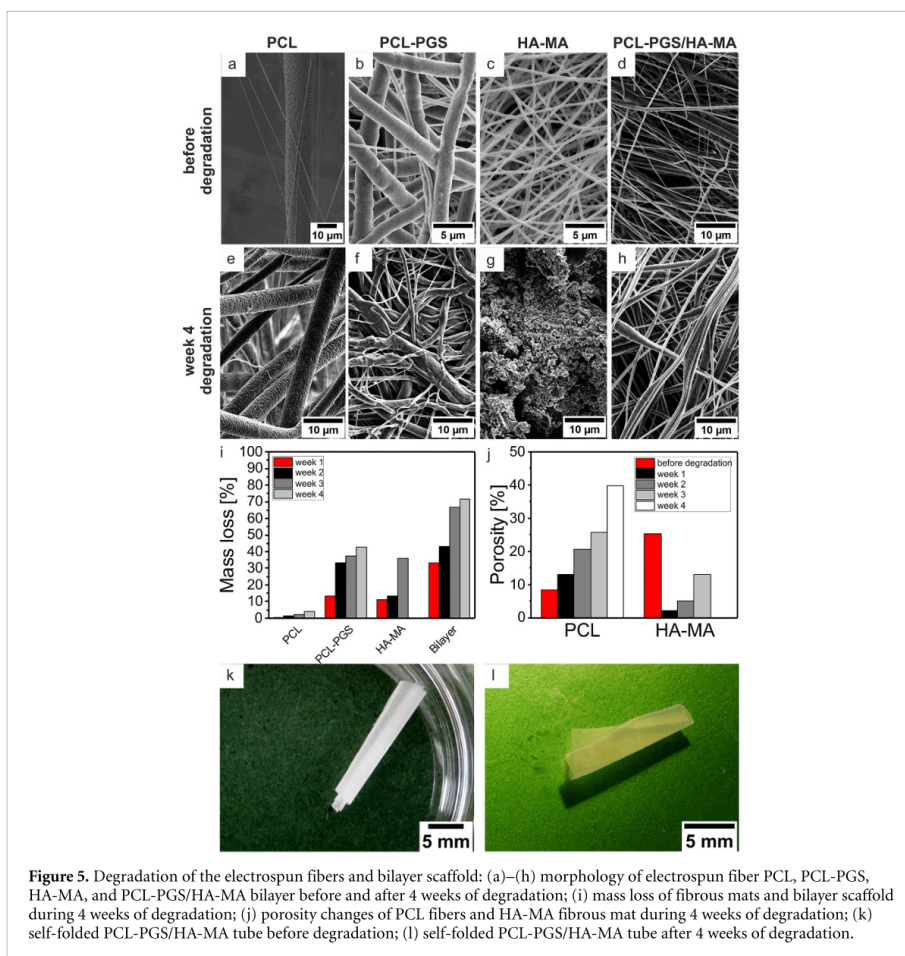 PCL PCL-PGS HA-MA PCL-PGS/HA-MA
before degradation
a b c d
10 µm 5 µm 5 µm 10 µm
week 4 degradation
e f g h
10 µm 10 µm 10 µm 10 µm
i
Mass loss [%]
100
90
80
70
60
50
40
30
20
10
0
week 1
week 2
week 3
week 4
PCL PCL-PGS HA-MA Bilayer
j
Porosity [%]
50
40
30
20
10
0
before degradation
week 1
week 2
week 3
week 4
PCL HA-MA
k l
5 mm 5 mm
Figure 5. Degradation of the electrospun fibers and bilayer scaffold: (a)–(h) morphology of electrospun fiber PCL, PCL-PGS,
HA-MA, and PCL-PGS/HA-MA bilayer before and after 4 weeks of degradation; (i) mass loss of fibrous mats and bilayer scaffold
during 4 weeks of degradation; (j) porosity changes of PCL fibers and HA-MA fibrous mat during 4 weeks of degradation; (k)
self-folded PCL-PGS/HA-MA tube before degradation; (l) self-folded PCL-PGS/HA-MA tube after 4 weeks of degradation.